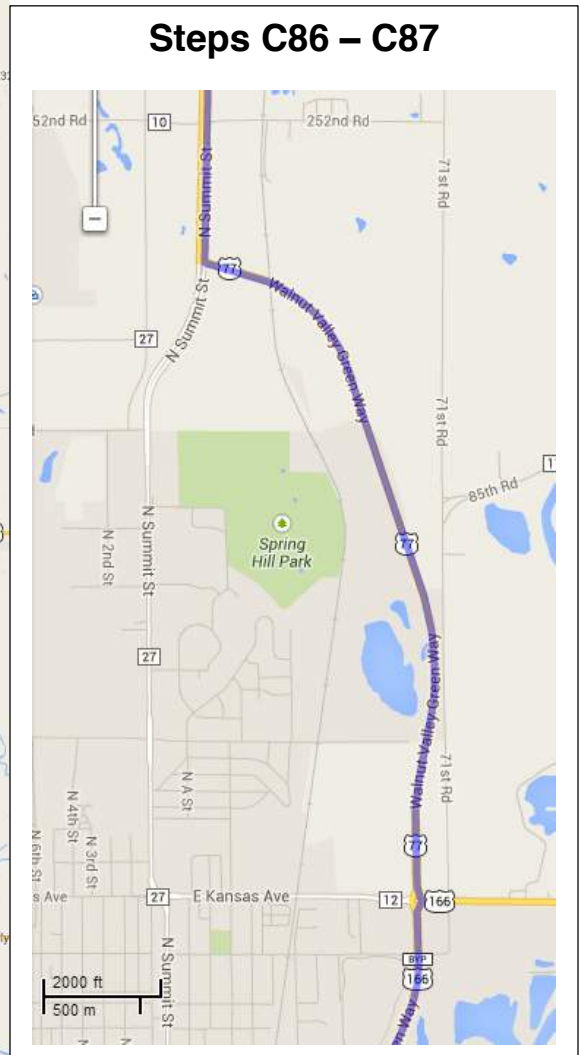 Steps C86 – C87
52nd Rd
10
252nd Rd
N Summit St
71st Rd
77
Walnut Valley Green Way
N Summit St
27
71st Rd
85th Rd
N Summit St
N 2nd St
Spring
Hill Park
77
27
Walnut Valley Green Way
71st Rd
N A St
N 4th St
N 3rd St
N 6th St
77
s Ave
27
E Kansas Ave
12
166
BYP
166
N Summit St
2000 ft
500 m
en Way